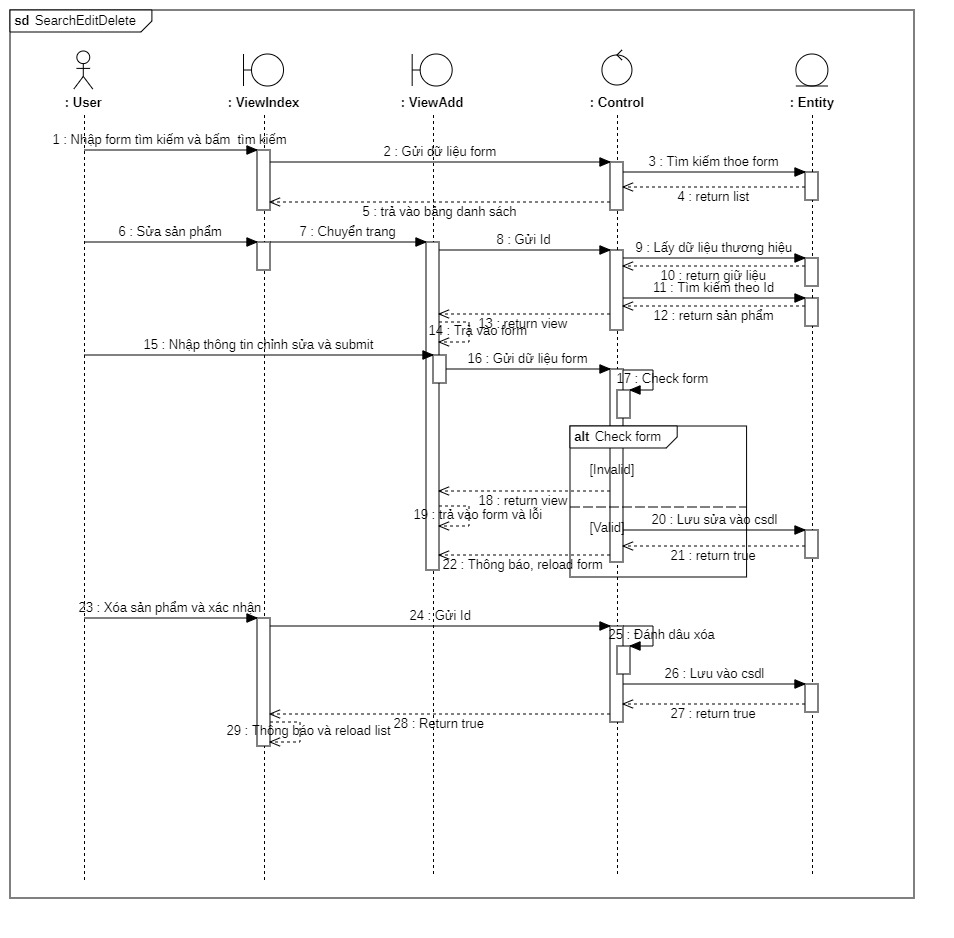 sd SearchEditDelete
: User
: ViewIndex
: ViewAdd
: Control
: Entity
1 : Nhập form tìm kiếm và bấm  tìm kiếm
2 : Gửi dữ liệu form
3 : Tìm kiếm thoe form
4 : return list
5 : trả vào bảng danh sách
6 : Sửa sản phẩm
7 : Chuyển trang
8 : Gửi Id
9 : Lấy dữ liệu thương hiệu
10 : return giữ liệu
11 : Tìm kiếm theo Id
12 : return sản phẩm
13 : return view
14 : Trả vào form
15 : Nhập thông tin chỉnh sửa và submit
16 : Gửi dữ liệu form
17 : Check form
alt Check form
[Invalid]
18 : return view
19 : trả vào form và lỗi
[Valid]
20 : Lưu sửa vào csdl
21 : return true
22 : Thông báo, reload form
23 : Xóa sản phẩm và xác nhận
24 : Gửi Id
25 : Đánh dâu xóa
26 : Lưu vào csdl
27 : return true
28 : Return true
29 : Thông báo và reload list